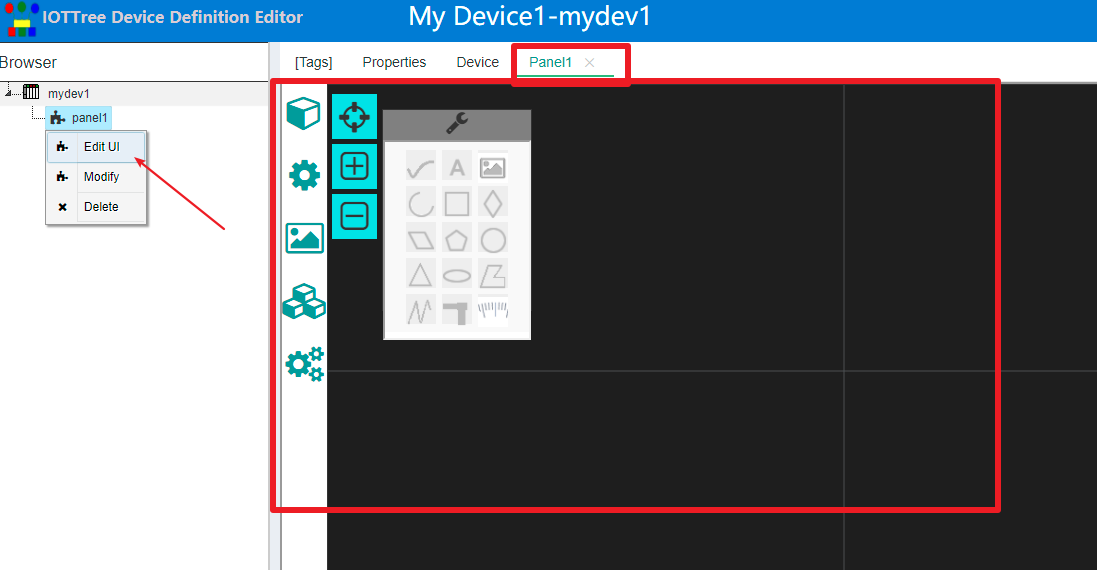 IOTTree Device Definition Editor
My Device1-mydev1
Browser
[Tags] Properties Device Panel1
mydev1
panel1
Edit UI
Modify
Delete
A